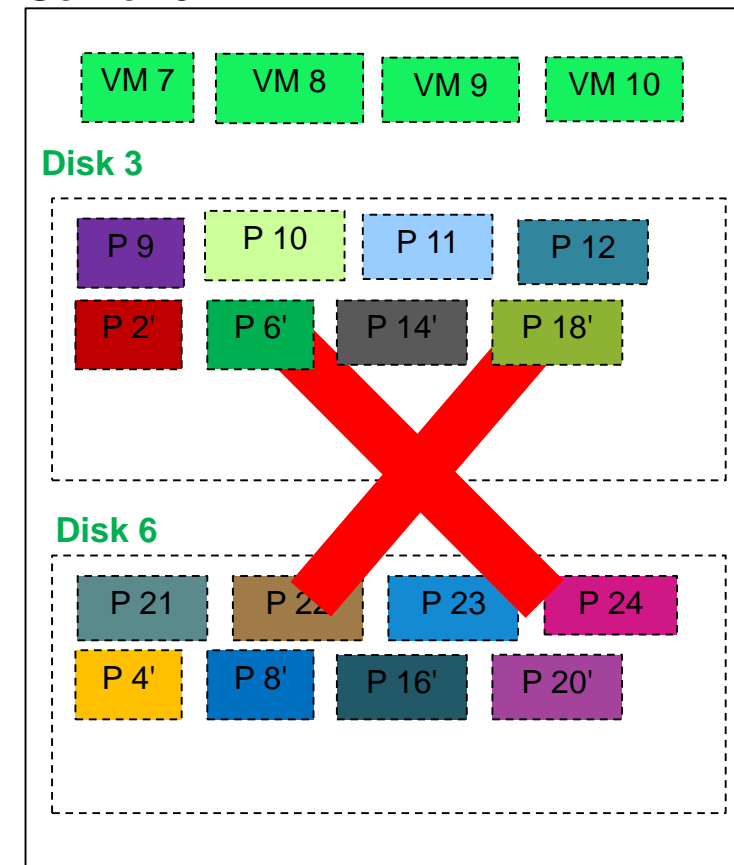 VM 7 VM 8 VM 9 VM 10
Disk 3
P 9 P 10 P 11 P 12
P 2' P 6' P 14' P 18'
Disk 6
P 21 P 22 P 23 P 24
P 4' P 8' P 16' P 20'